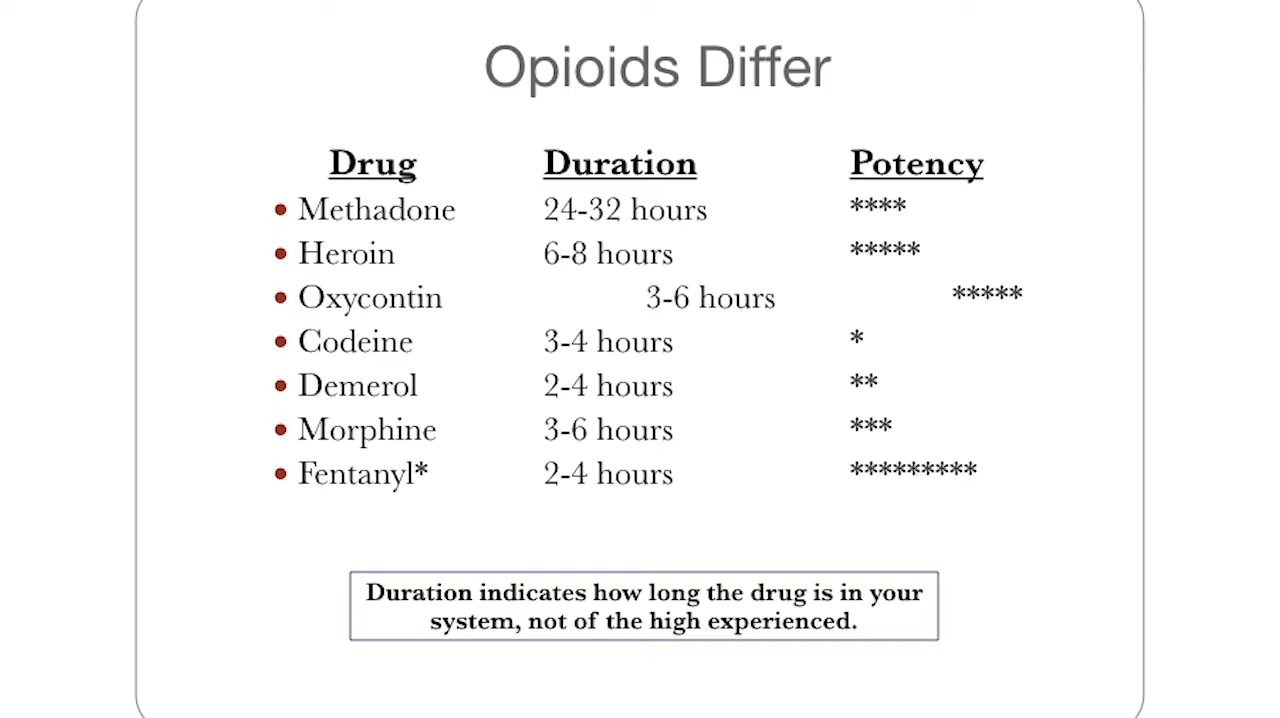 Opioids Differ
Drug Duration Potency
• Methadone 24-32 hours ****
• Heroin 6-8 hours *****
• Oxycontin 3-6 hours *****
• Codeine 3-4 hours *
• Demerol 2-4 hours **
• Morphine 3-6 hours ***
• Fentanyl* 2-4 hours *********
Duration indicates how long the drug is in your
system, not of the high experienced.